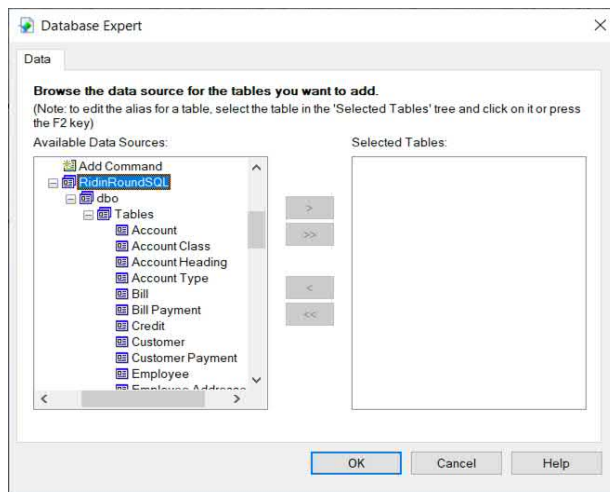 Database Expert
Data
Browse the data source for the tables you want to add.
(Note: to edit the alias for a table, select the table in the 'Selected Tables' tree and click on it or press
the F2 key)
Available Data Sources:
Selected Tables:
Add Command
RidinRoundSQL
dbo
Tables
Account
Account Class
Account Heading
Account Type
Bill
Bill Payment
Credit
Customer
Customer Payment
Employee
>
>>
<
<<
OK
Cancel
Help